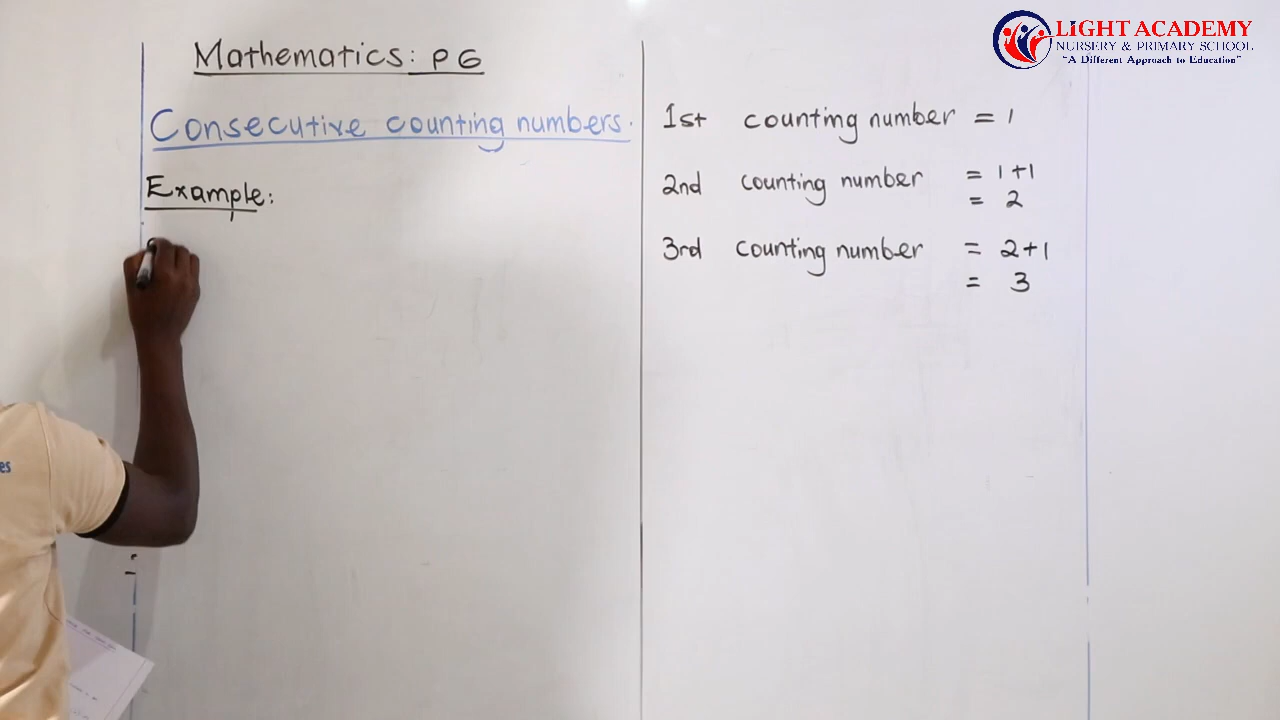 LIGHT ACADEMY
NURSERY & PRIMARY SCHOOL
"A Different Approach to Education"
Mathematics: P6
Consecutive counting numbers.
Example:
1st counting number = 1
2nd counting number = 1+1
= 2
3rd counting number = 2+1
= 3
es